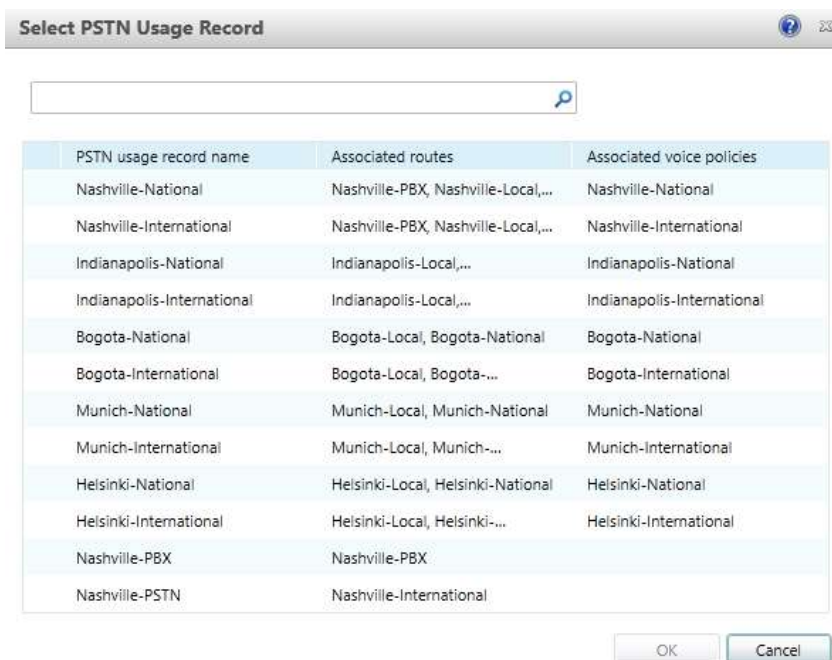 Select PSTN Usage Record
PSTN usage record name Associated routes Associated voice policies
Nashville-National Nashville-PBX, Nashville-Local,... Nashville-National
Nashville-International Nashville-PBX, Nashville-Local,... Nashville-International
Indianapolis-National Indianapolis-Local,... Indianapolis-National
Indianapolis-International Indianapolis-Local,... Indianapolis-International
Bogota-National Bogota-Local, Bogota-National Bogota-National
Bogota-International Bogota-Local, Bogota-... Bogota-International
Munich-National Munich-Local, Munich-National Munich-National
Munich-International Munich-Local, Munich-... Munich-International
Helsinki-National Helsinki-Local, Helsinki-National Helsinki-National
Helsinki-International Helsinki-Local, Helsinki-... Helsinki-International
Nashville-PBX Nashville-PBX
Nashville-PSTN Nashville-International
OK Cancel